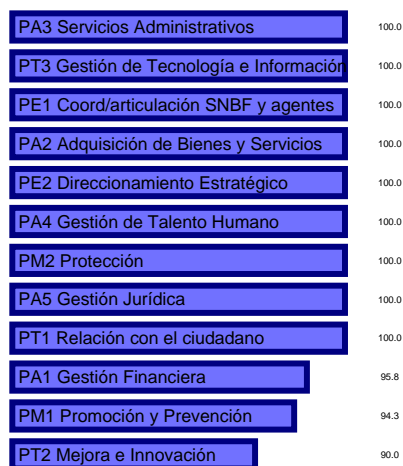 PA3 Servicios Administrativos 100.0
PT3 Gestión de Tecnología e Información 100.0
PE1 Coord/articulación SNBF y agentes 100.0
PA2 Adquisición de Bienes y Servicios 100.0
PE2 Direccionamiento Estratégico 100.0
PA4 Gestión de Talento Humano 100.0
PM2 Protección 100.0
PA5 Gestión Jurídica 100.0
PT1 Relación con el ciudadano 100.0
PA1 Gestión Financiera 95.8
PM1 Promoción y Prevención 94.3
PT2 Mejora e Innovación 90.0